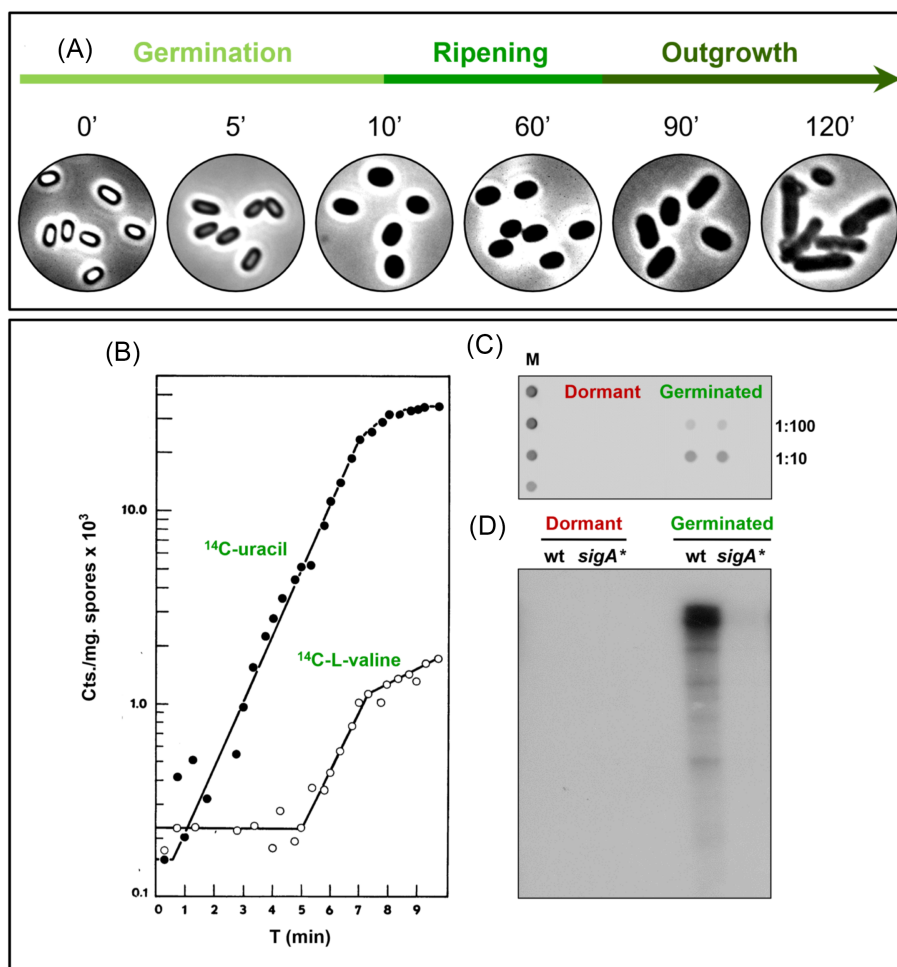 (A)
Germination Ripening Outgrowth
0’ 5’ 10’ 60’ 90’ 120’
(B)
Cts./mg. spores x 10³
10.0
1.0
0.1
¹⁴C-uracil
¹⁴C-L-valine
0 1 2 3 4 5 6 7 8 9
T (min)
(C)
M
Dormant Germinated
1:100
1:10
(D)
Dormant Germinated
wt sigA* wt sigA*